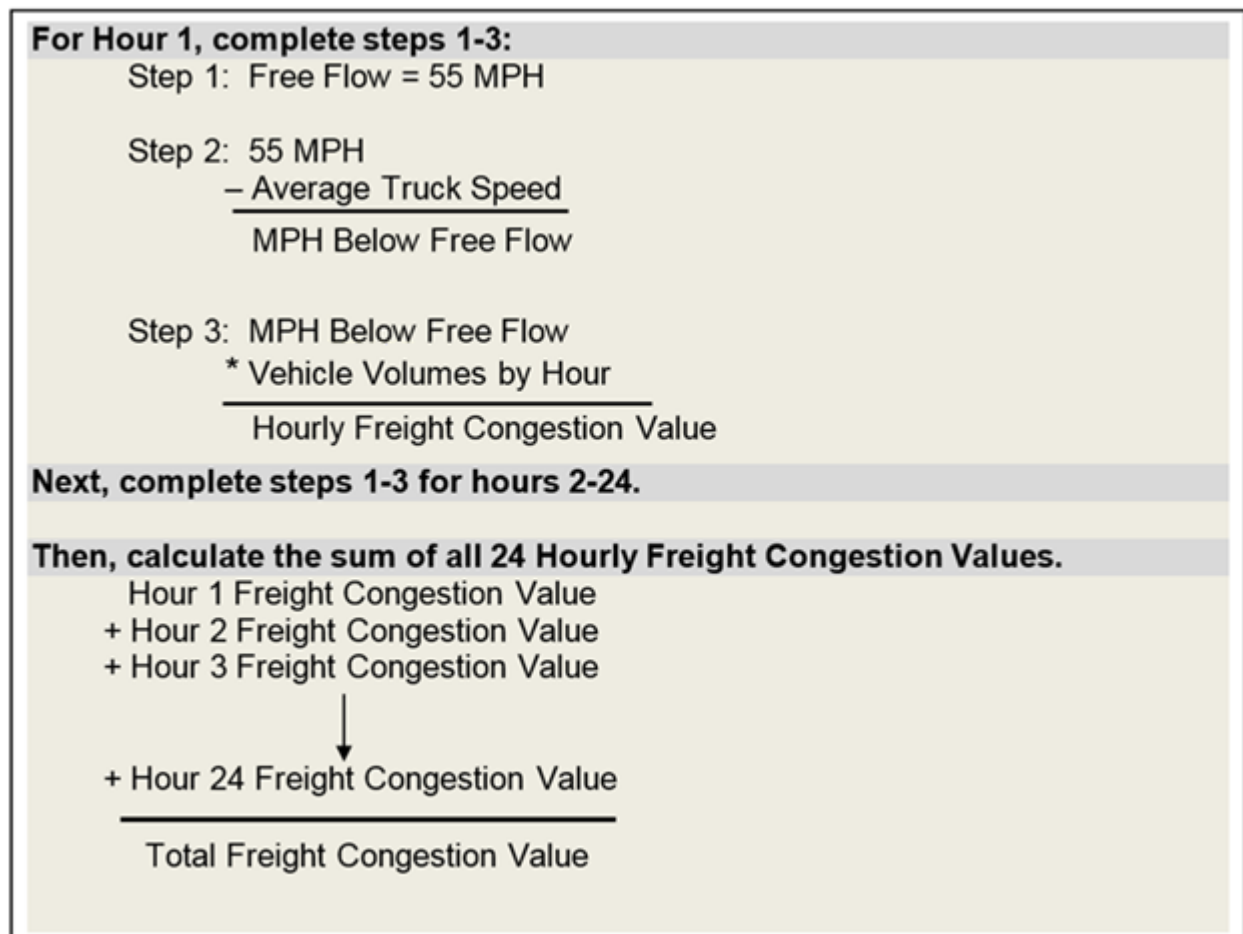 For Hour 1, complete steps 1-3:
Step 1: Free Flow = 55 MPH
Step 2: 55 MPH
– Average Truck Speed
MPH Below Free Flow
Step 3: MPH Below Free Flow
* Vehicle Volumes by Hour
Hourly Freight Congestion Value
Next, complete steps 1-3 for hours 2-24.
Then, calculate the sum of all 24 Hourly Freight Congestion Values.
Hour 1 Freight Congestion Value
+ Hour 2 Freight Congestion Value
+ Hour 3 Freight Congestion Value
+ Hour 24 Freight Congestion Value
Total Freight Congestion Value